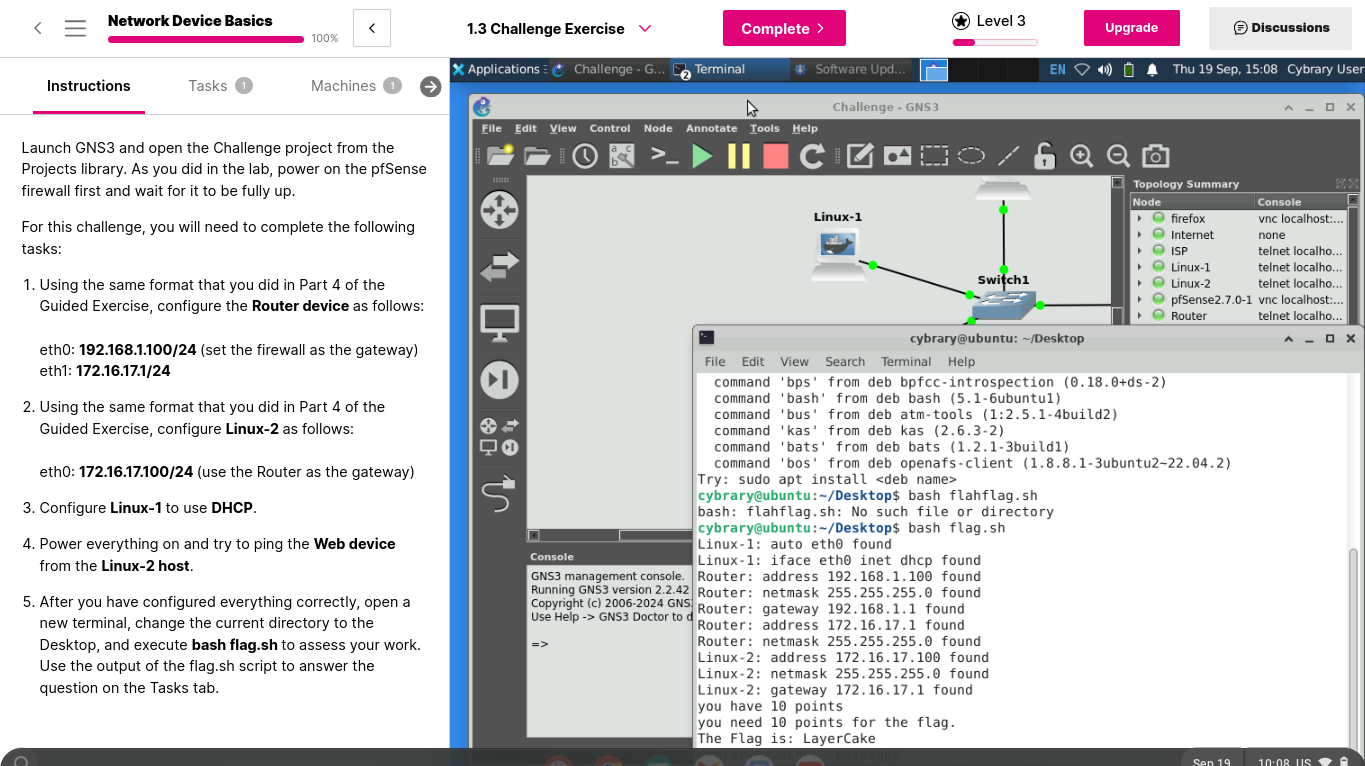 Network Device Basics
100%
1.3 Challenge Exercise
Complete
Level 3
Upgrade
Discussions
Instructions
Tasks 1
Machines 1
Launch GNS3 and open the Challenge project from the
Projects library. As you did in the lab, power on the pfSense
firewall first and wait for it to be fully up.
For this challenge, you will need to complete the following
tasks:
1. Using the same format that you did in Part 4 of the
Guided Exercise, configure the Router device as follows:
eth0: 192.168.1.100/24 (set the firewall as the gateway)
eth1: 172.16.17.1/24
2. Using the same format that you did in Part 4 of the
Guided Exercise, configure Linux-2 as follows:
eth0: 172.16.17.100/24 (use the Router as the gateway)
3. Configure Linux-1 to use DHCP.
4. Power everything on and try to ping the Web device
from the Linux-2 host.
5. After you have configured everything correctly, open a
new terminal, change the current directory to the
Desktop, and execute bash flag.sh to assess your work.
Use the output of the flag.sh script to answer the
question on the Tasks tab.
Applications
Challenge - G...
2
Terminal
Software Upd...
EN
Thu 19 Sep, 15:08
Cybrary User
Challenge - GNS3
File Edit View Control Node Annotate Tools Help
Linux-1
Switch1
Topology Summary
Node Console
firefox vnc localhost:...
Internet none
ISP telnet localho...
Linux-1 telnet localho...
Linux-2 telnet localho...
pfSense2.7.0-1 vnc localhost:...
Router telnet localho...
Console
GNS3 management console.
Running GNS3 version 2.2.42
Copyright (c) 2006-2024 GNS3
Use Help -> GNS3 Doctor to d
=>
cybrary@ubuntu: ~/Desktop
File Edit View Search Terminal Help
command 'bps' from deb bpfcc-introspection (0.18.0+ds-2)
command 'bash' from deb bash (5.1-6ubuntu1)
command 'bus' from deb atm-tools (1:2.5.1-4build2)
command 'kas' from deb kas (2.6.3-2)
command 'bats' from deb bats (1.2.1-3build1)
command 'bos' from deb openafs-client (1.8.8.1-3ubuntu2~22.04.2)
Try: sudo apt install <deb name>
cybrary@ubuntu:~/Desktop$ bash flahflag.sh
bash: flahflag.sh: No such file or directory
cybrary@ubuntu:~/Desktop$ bash flag.sh
Linux-1: auto eth0 found
Linux-1: iface eth0 inet dhcp found
Router: address 192.168.1.100 found
Router: netmask 255.255.255.0 found
Router: gateway 192.168.1.1 found
Router: address 172.16.17.1 found
Router: netmask 255.255.255.0 found
Linux-2: address 172.16.17.100 found
Linux-2: netmask 255.255.255.0 found
Linux-2: gateway 172.16.17.1 found
you have 10 points
you need 10 points for the flag.
The Flag is: LayerCake
Sep 19
10:08 US